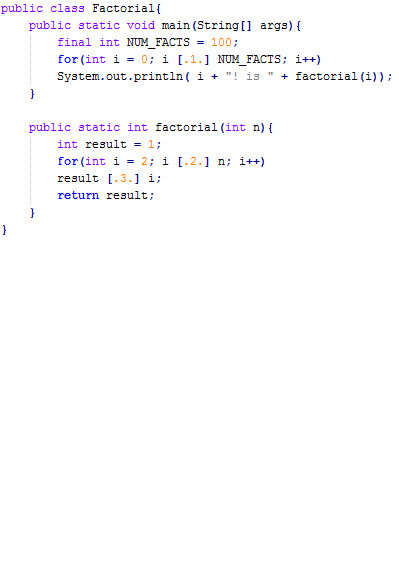 public class Factorial{
public static void main(String[] args){
final int NUM_FACTS = 100;
for(int i = 0; i [.1.] NUM_FACTS; i++)
System.out.println( i + "! is " + factorial(i));
}
public static int factorial(int n){
int result = 1;
for(int i = 2; i [.2.] n; i++)
result [.3.] i;
return result;
}
}